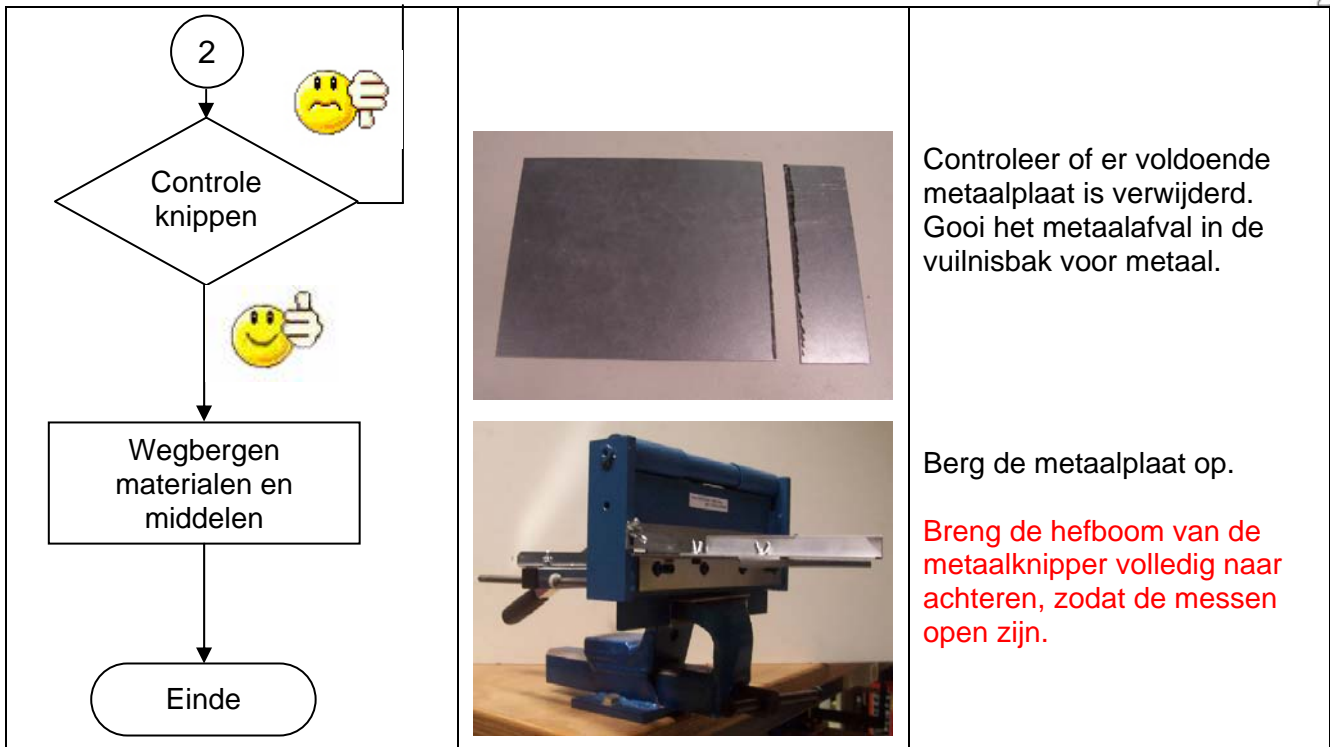 2
Controle
knippen
Controleer of er voldoende
metaalplaat is verwijderd.
Gooi het metaalafval in de
vuilnisbak voor metaal.
Wegbergen
materialen en
middelen
Berg de metaalplaat op.
Breng de hefboom van de
metaalknipper volledig naar
achteren, zodat de messen
open zijn.
Einde